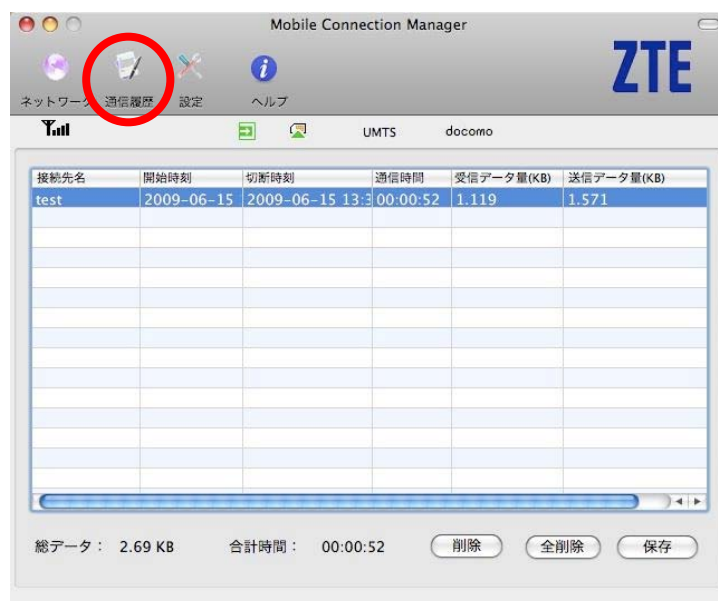 Mobile Connection Manager
ZTE
ネットワーク 通信履歴 設定 ヘルプ
UMTS docomo
接続先名 開始時刻 切断時刻 通信時間 受信データ量(KB) 送信データ量(KB)
test 2009-06-15 2009-06-15 13:3 00:00:52 1.119 1.571
総データ： 2.69 KB 合計時間： 00:00:52 削除 全削除 保存